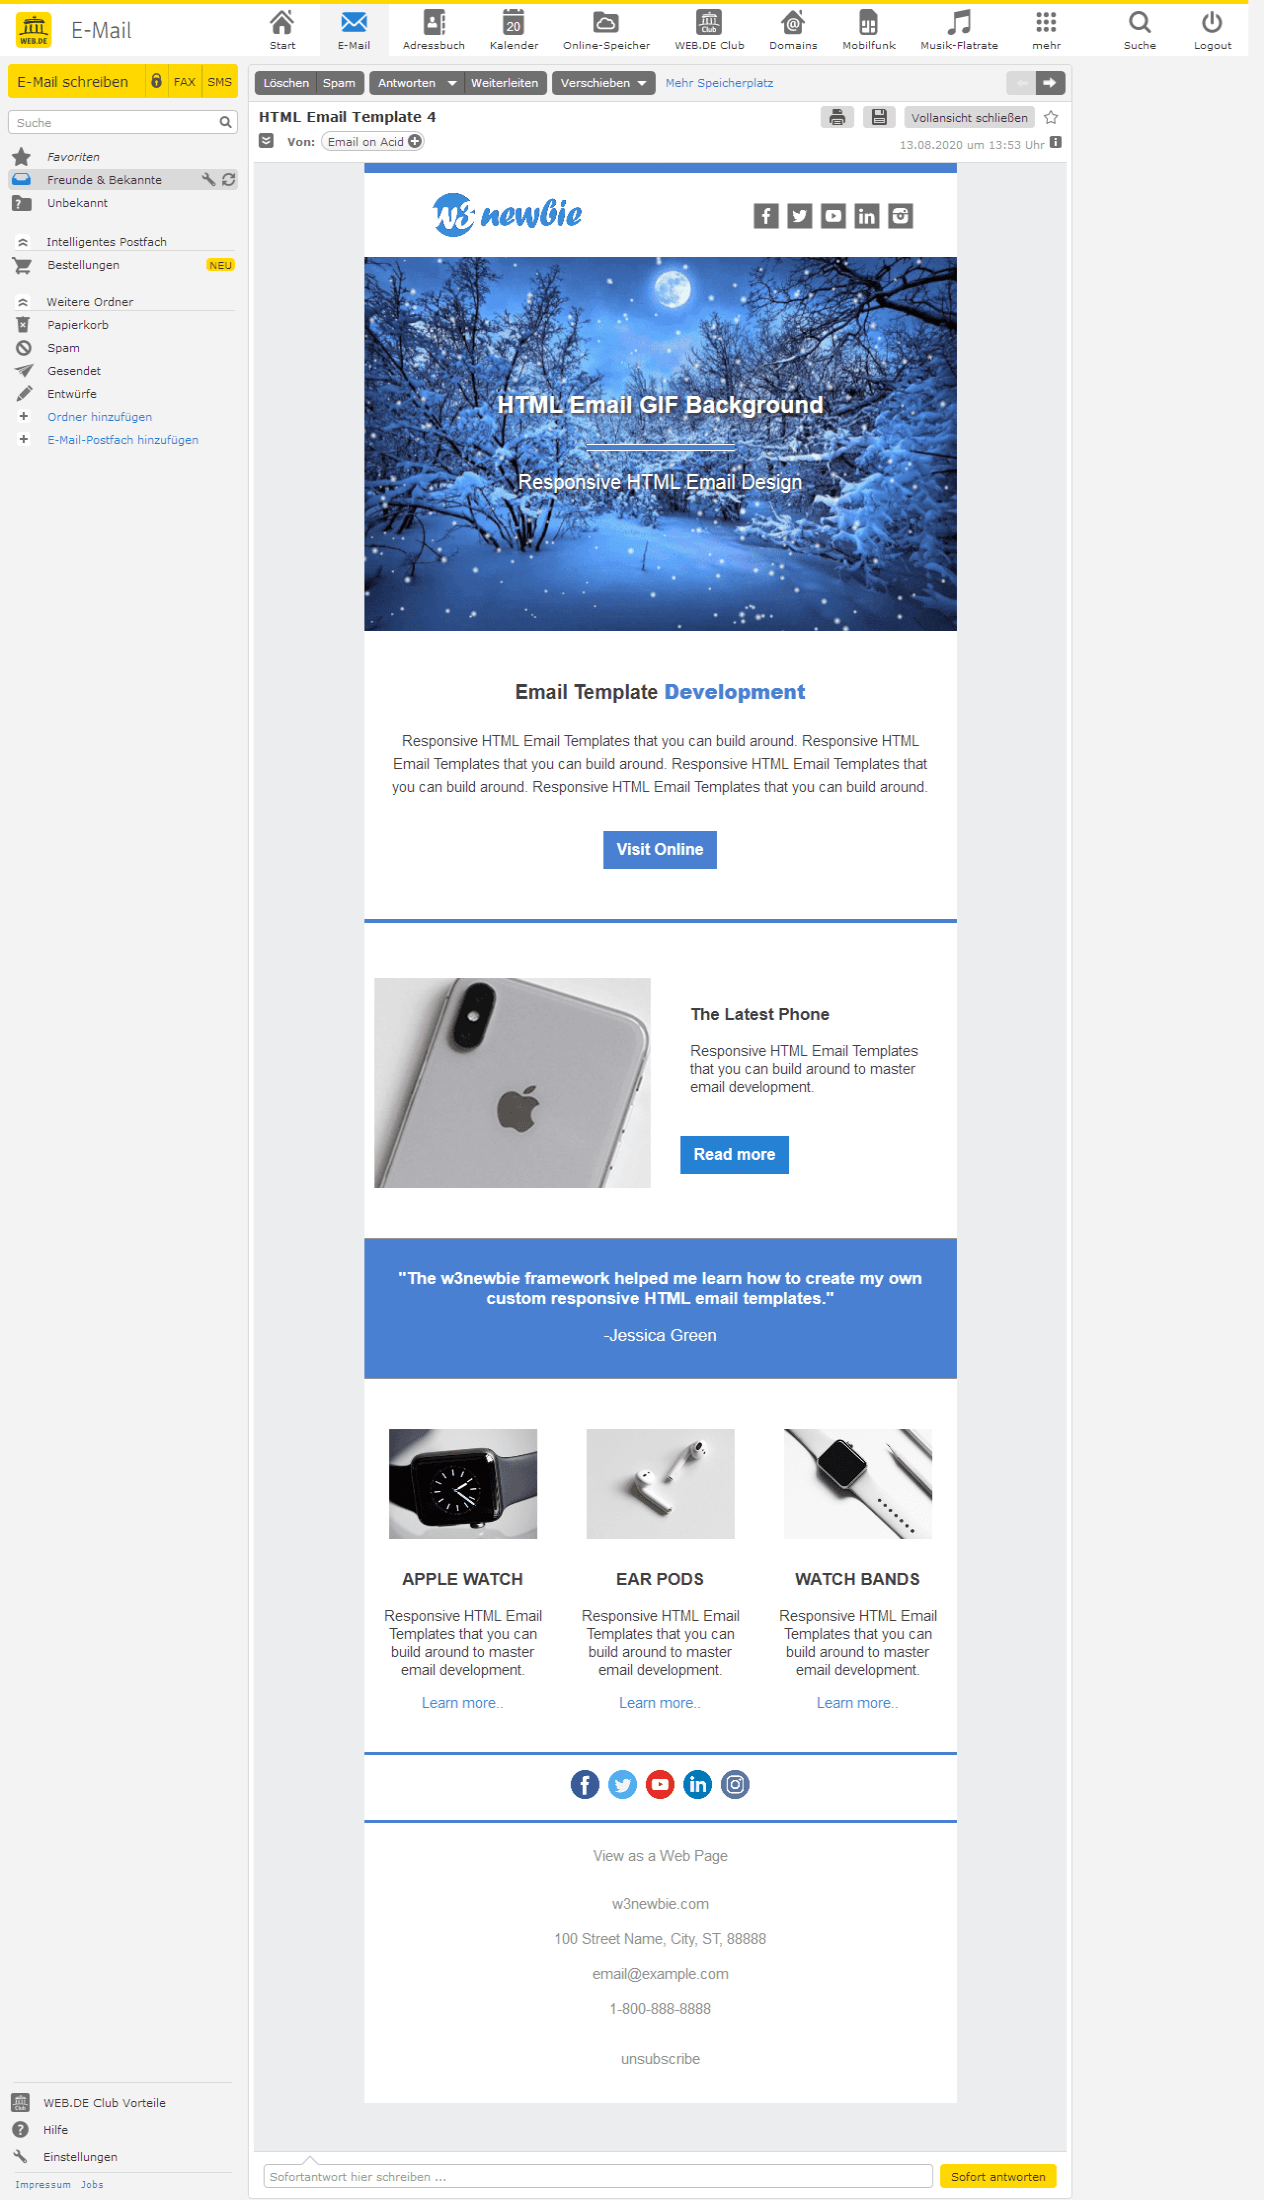 WEB.DE
E-Mail
Start
E-Mail
Adressbuch
20
Kalender
Online-Speicher
Club
WEB.DE Club
@
Domains
Mobilfunk
Musik-Flatrate
mehr
Suche
Logout
E-Mail schreiben
FAX
SMS
Suche
Favoriten
Freunde & Bekannte
Unbekannt
Intelligentes Postfach
Bestellungen
NEU
Weitere Ordner
Papierkorb
Spam
Gesendet
Entwürfe
Ordner hinzufügen
E-Mail-Postfach hinzufügen
Löschen
Spam
Antworten
Weiterleiten
Verschieben
Mehr Speicherplatz
HTML Email Template 4
Vollansicht schließen
Von: Email on Acid
13.08.2020 um 13:53 Uhr
w3 newbie
HTML Email GIF Background
Responsive HTML Email Design
Email Template Development
Responsive HTML Email Templates that you can build around. Responsive HTML
Email Templates that you can build around. Responsive HTML Email Templates that
you can build around. Responsive HTML Email Templates that you can build around.
Visit Online
The Latest Phone
Responsive HTML Email Templates
that you can build around to master
email development.
Read more
"The w3newbie framework helped me learn how to create my own
custom responsive HTML email templates."
-Jessica Green
APPLE WATCH
Responsive HTML Email
Templates that you can
build around to master
email development.
Learn more..
EAR PODS
Responsive HTML Email
Templates that you can
build around to master
email development.
Learn more..
WATCH BANDS
Responsive HTML Email
Templates that you can
build around to master
email development.
Learn more..
View as a Web Page
w3newbie.com
100 Street Name, City, ST, 88888
email@example.com
1-800-888-8888
unsubscribe
WEB.DE Club Vorteile
Hilfe
Einstellungen
Impressum
Jobs
Sofortantwort hier schreiben ...
Sofort antworten